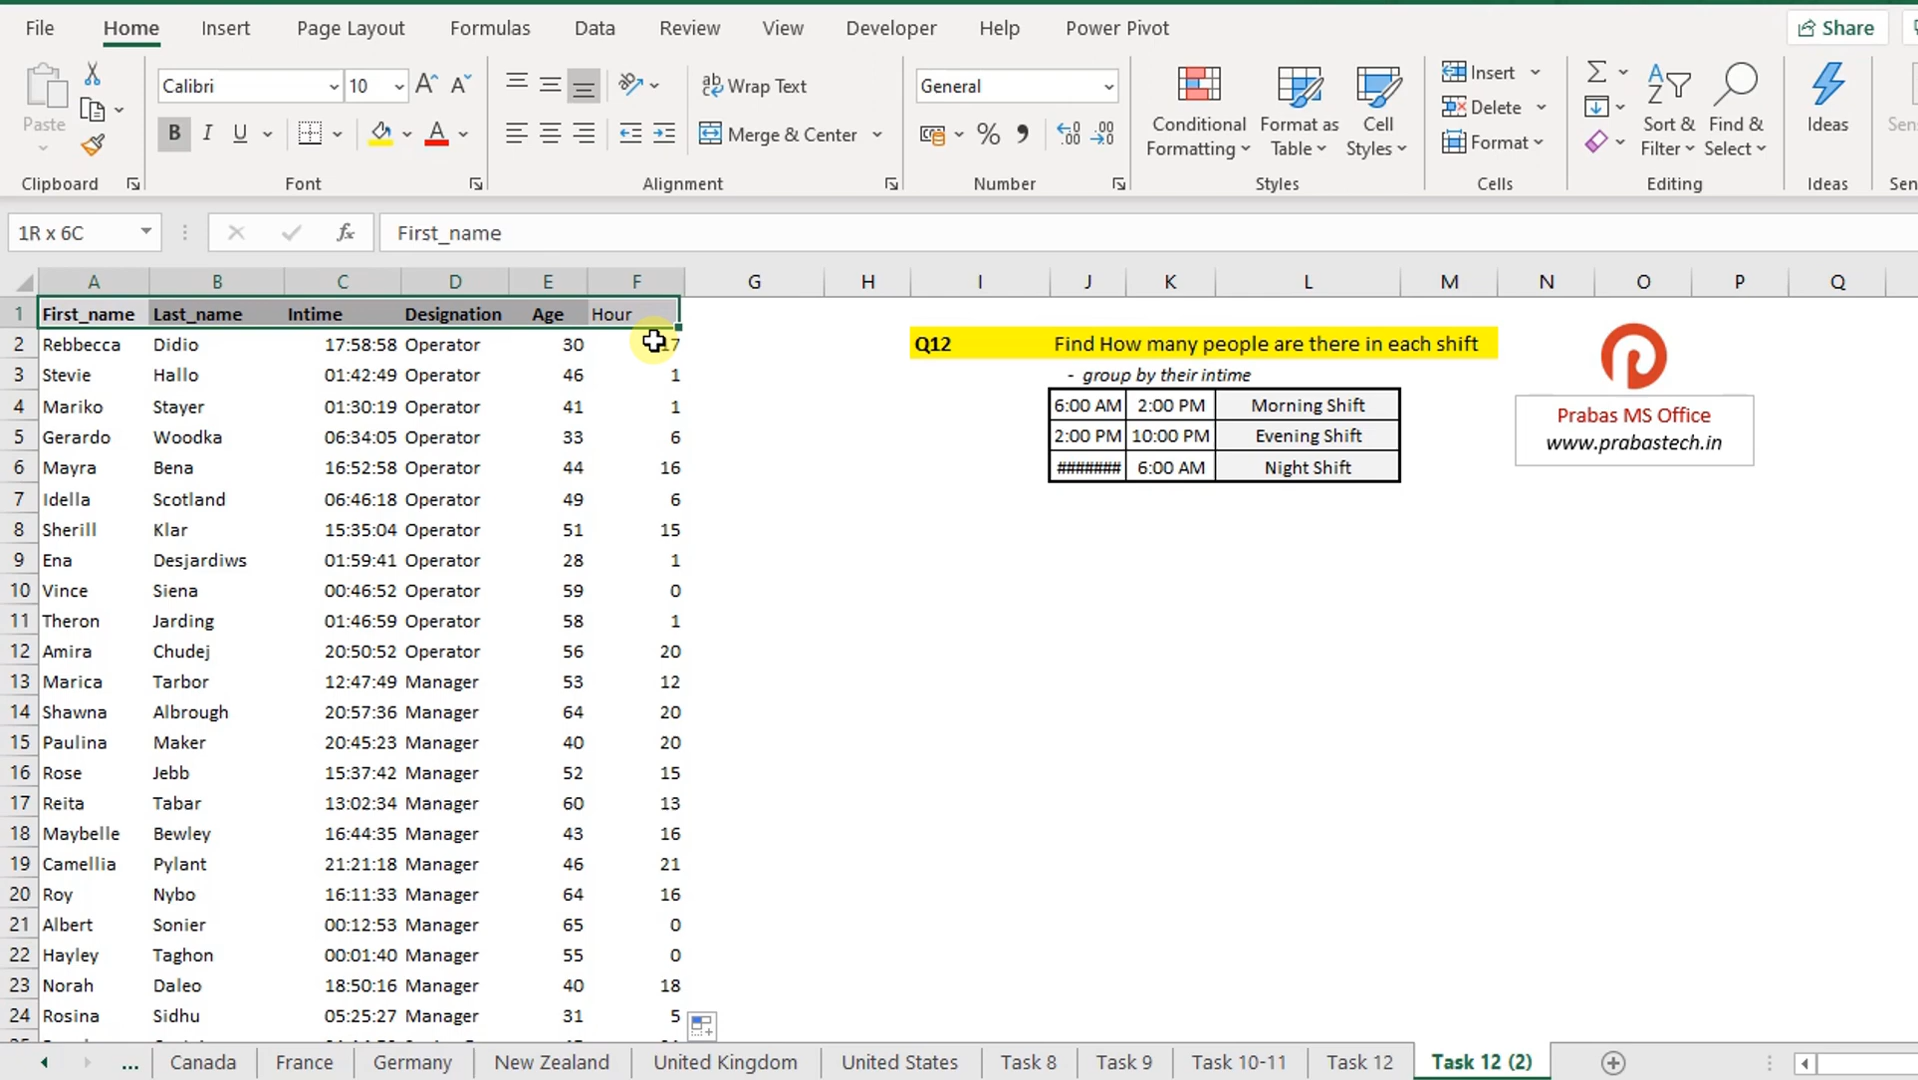 File Home Insert Page Layout Formulas Data Review View Developer Help Power Pivot Share
Paste Calibri 10 B I U A A A Wrap Text Merge & Center General % Conditional Formatting Format as Table Cell Styles Insert Delete Format Sort & Filter Find & Select Ideas
Clipboard Font Alignment Number Styles Cells Editing Ideas Sen
1R x 6C fx First_name
A B C D E F G H I J K L M N O P Q
1 First_name Last_name Intime Designation Age Hour
2 Rebbecca Didio 17:58:58 Operator 30 17 Q12 Find How many people are there in each shift
3 Stevie Hallo 01:42:49 Operator 46 1 - group by their intime
4 Mariko Stayer 01:30:19 Operator 41 1 6:00 AM 2:00 PM Morning Shift Prabas MS Office
5 Gerardo Woodka 06:34:05 Operator 33 6 2:00 PM 10:00 PM Evening Shift www.prabastech.in
6 Mayra Bena 16:52:58 Operator 44 16 ####### 6:00 AM Night Shift
7 Idella Scotland 06:46:18 Operator 49 6
8 Sherill Klar 15:35:04 Operator 51 15
9 Ena Desjardiws 01:59:41 Operator 28 1
10 Vince Siena 00:46:52 Operator 59 0
11 Theron Jarding 01:46:59 Operator 58 1
12 Amira Chudej 20:50:52 Operator 56 20
13 Marica Tarbor 12:47:49 Manager 53 12
14 Shawna Albrough 20:57:36 Manager 64 20
15 Paulina Maker 20:45:23 Manager 40 20
16 Rose Jebb 15:37:42 Manager 52 15
17 Reita Tabar 13:02:34 Manager 60 13
18 Maybelle Bewley 16:44:35 Manager 43 16
19 Camellia Pylant 21:21:18 Manager 46 21
20 Roy Nybo 16:11:33 Manager 64 16
21 Albert Sonier 00:12:53 Manager 65 0
22 Hayley Taghon 00:01:40 Manager 55 0
23 Norah Daleo 18:50:16 Manager 40 18
24 Rosina Sidhu 05:25:27 Manager 31 5
... Canada France Germany New Zealand United Kingdom United States Task 8 Task 9 Task 10-11 Task 12 Task 12 (2)